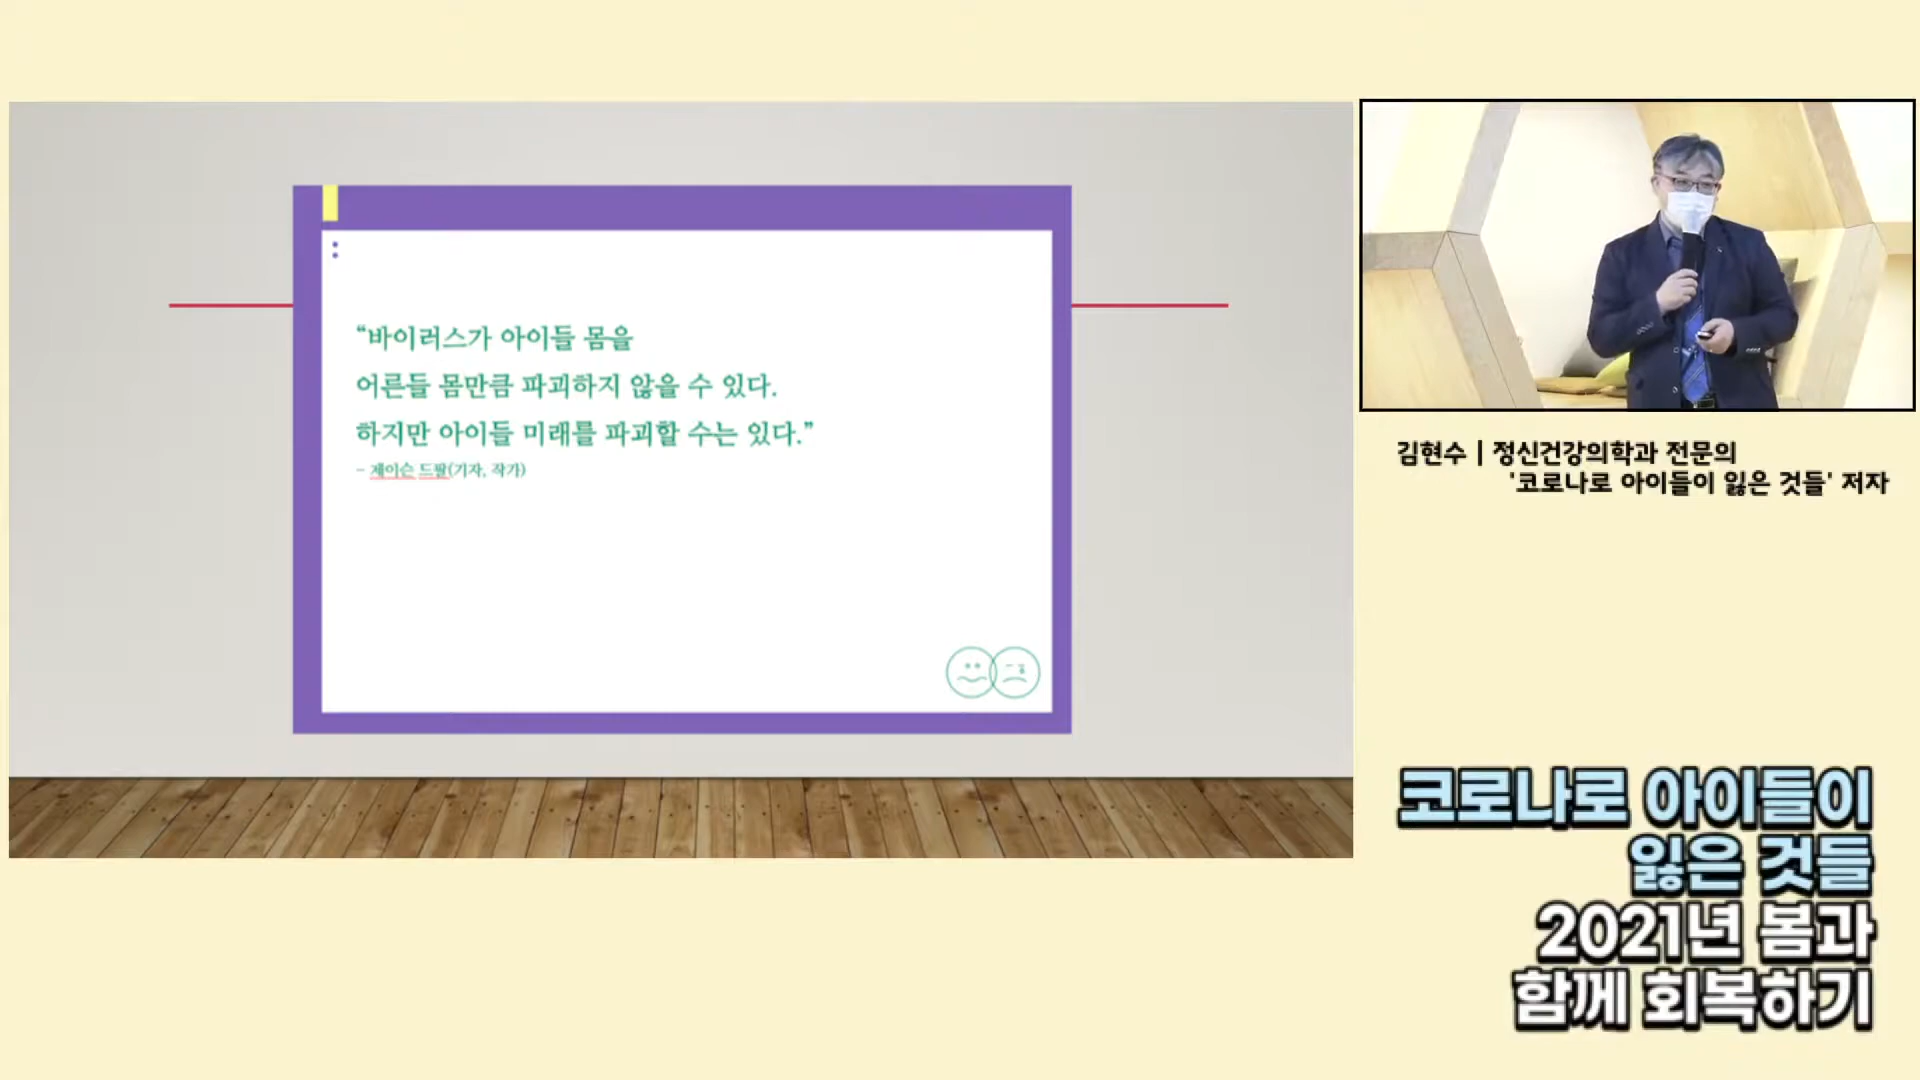 “바이러스가 아이들 몸을
어른들 몸만큼 파괴하지 않을 수 있다.
하지만 아이들 미래를 파괴할 수는 있다.”
- 제이슨 드팔(기자, 작가)
김현수 | 정신건강의학과 전문의
'코로나로 아이들이 잃은 것들' 저자
코로나로 아이들이
잃은 것들
2021년 봄과
함께 회복하기